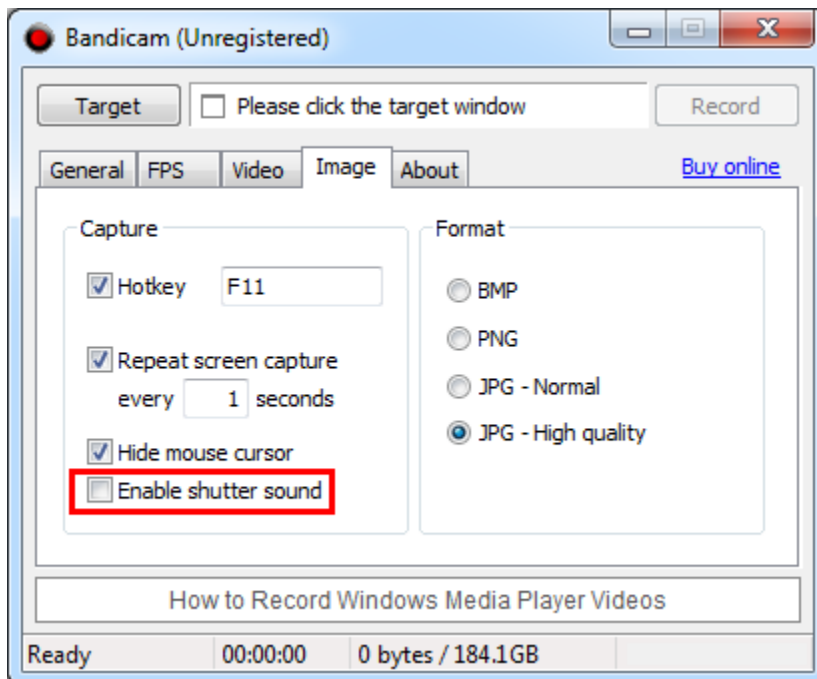 Bandicam (Unregistered)
Target
Please click the target window
Record
General FPS Video Image About
Buy online
Capture
Hotkey F11
Repeat screen capture
every 1 seconds
Hide mouse cursor
Enable shutter sound
Format
BMP
PNG
JPG - Normal
JPG - High quality
How to Record Windows Media Player Videos
Ready 00:00:00 0 bytes / 184.1GB